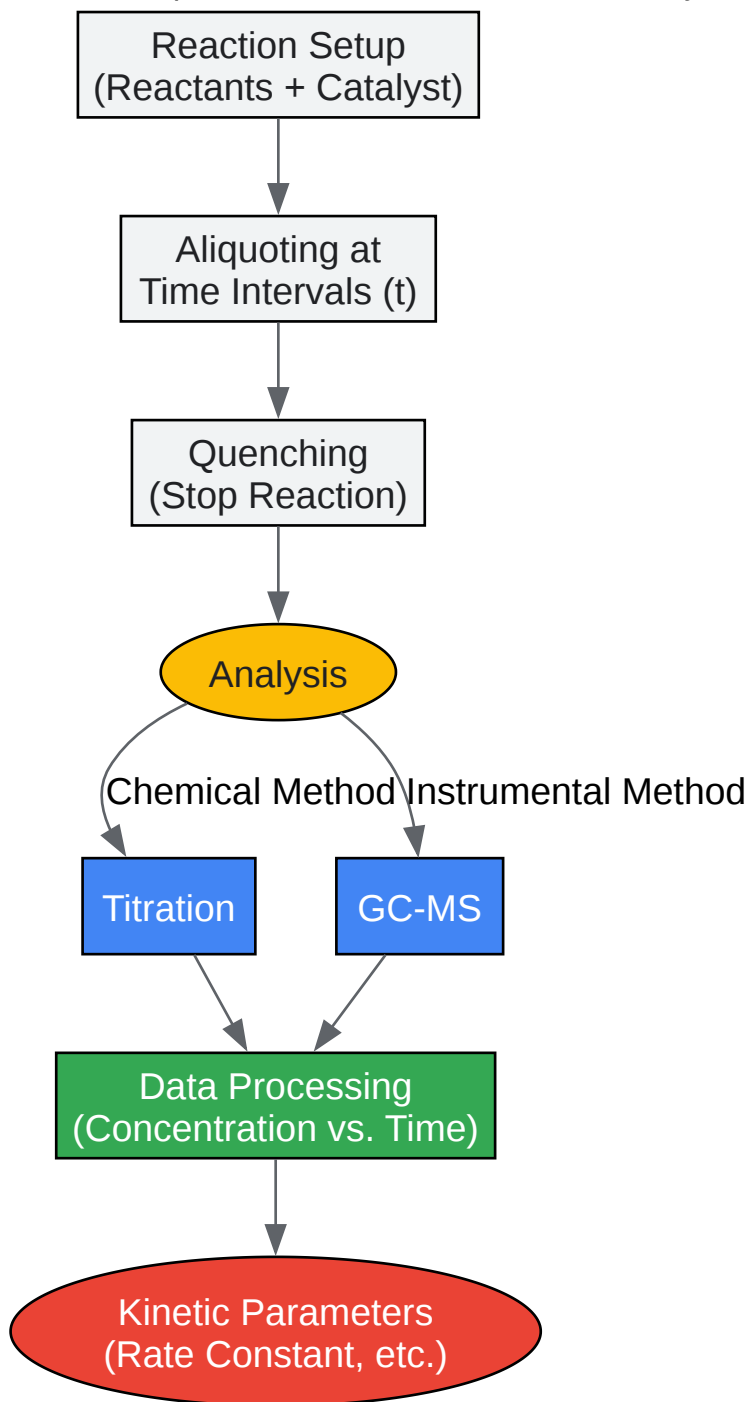 Reaction Setup
(Reactants + Catalyst)
Aliquoting at
Time Intervals (t)
Quenching
(Stop Reaction)
Analysis
Chemical Method Instrumental Method
Titration GC-MS
Data Processing
(Concentration vs. Time)
Kinetic Parameters
(Rate Constant, etc.)